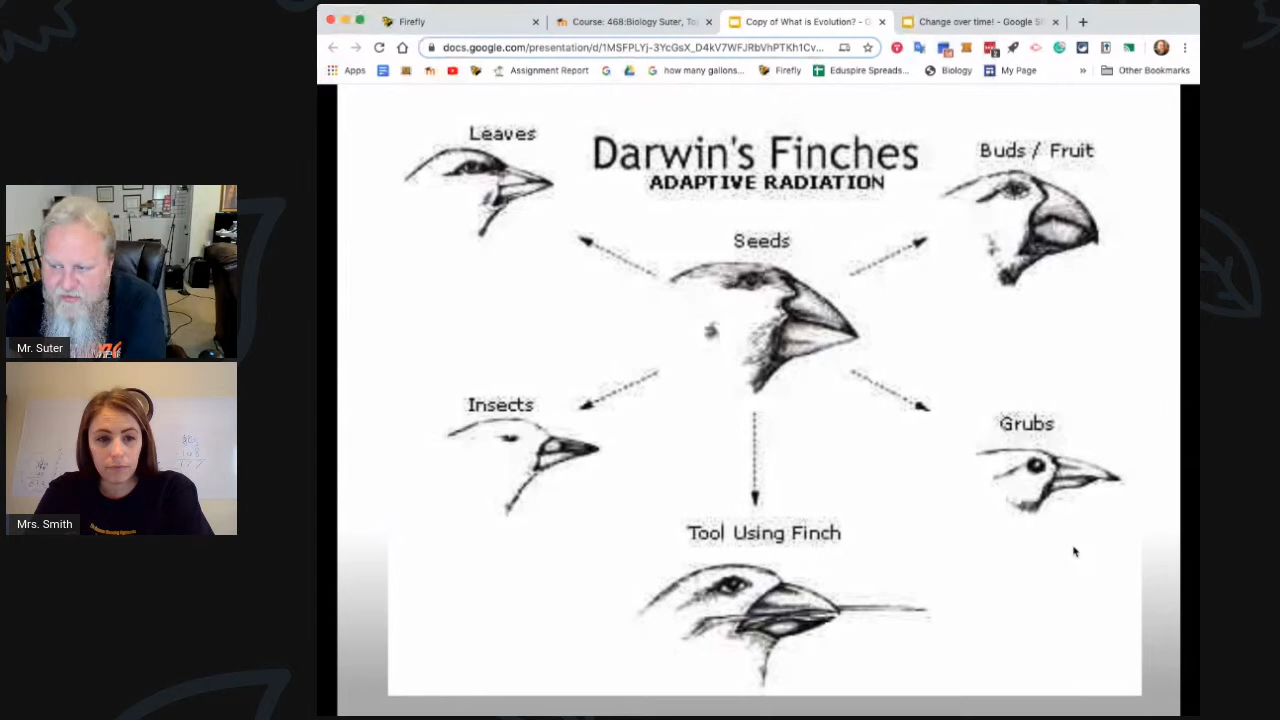 Firefly
Course: 468:Biology Suter, To
Copy of What is Evolution? - G
Change over time! - Google Sl
docs.google.com/presentation/d/1MSFPLYj-3YcGsX_D4kV7WFJRbVhPTKh1Cv...
Apps
Assignment Report
how many gallons...
Firefly
Eduspire Spreads...
Biology
My Page
»
Other Bookmarks
Darwin's Finches
ADAPTIVE RADIATION
Leaves
Buds / Fruit
Seeds
Insects
Grubs
Tool Using Finch
Mr. Suter
Mrs. Smith